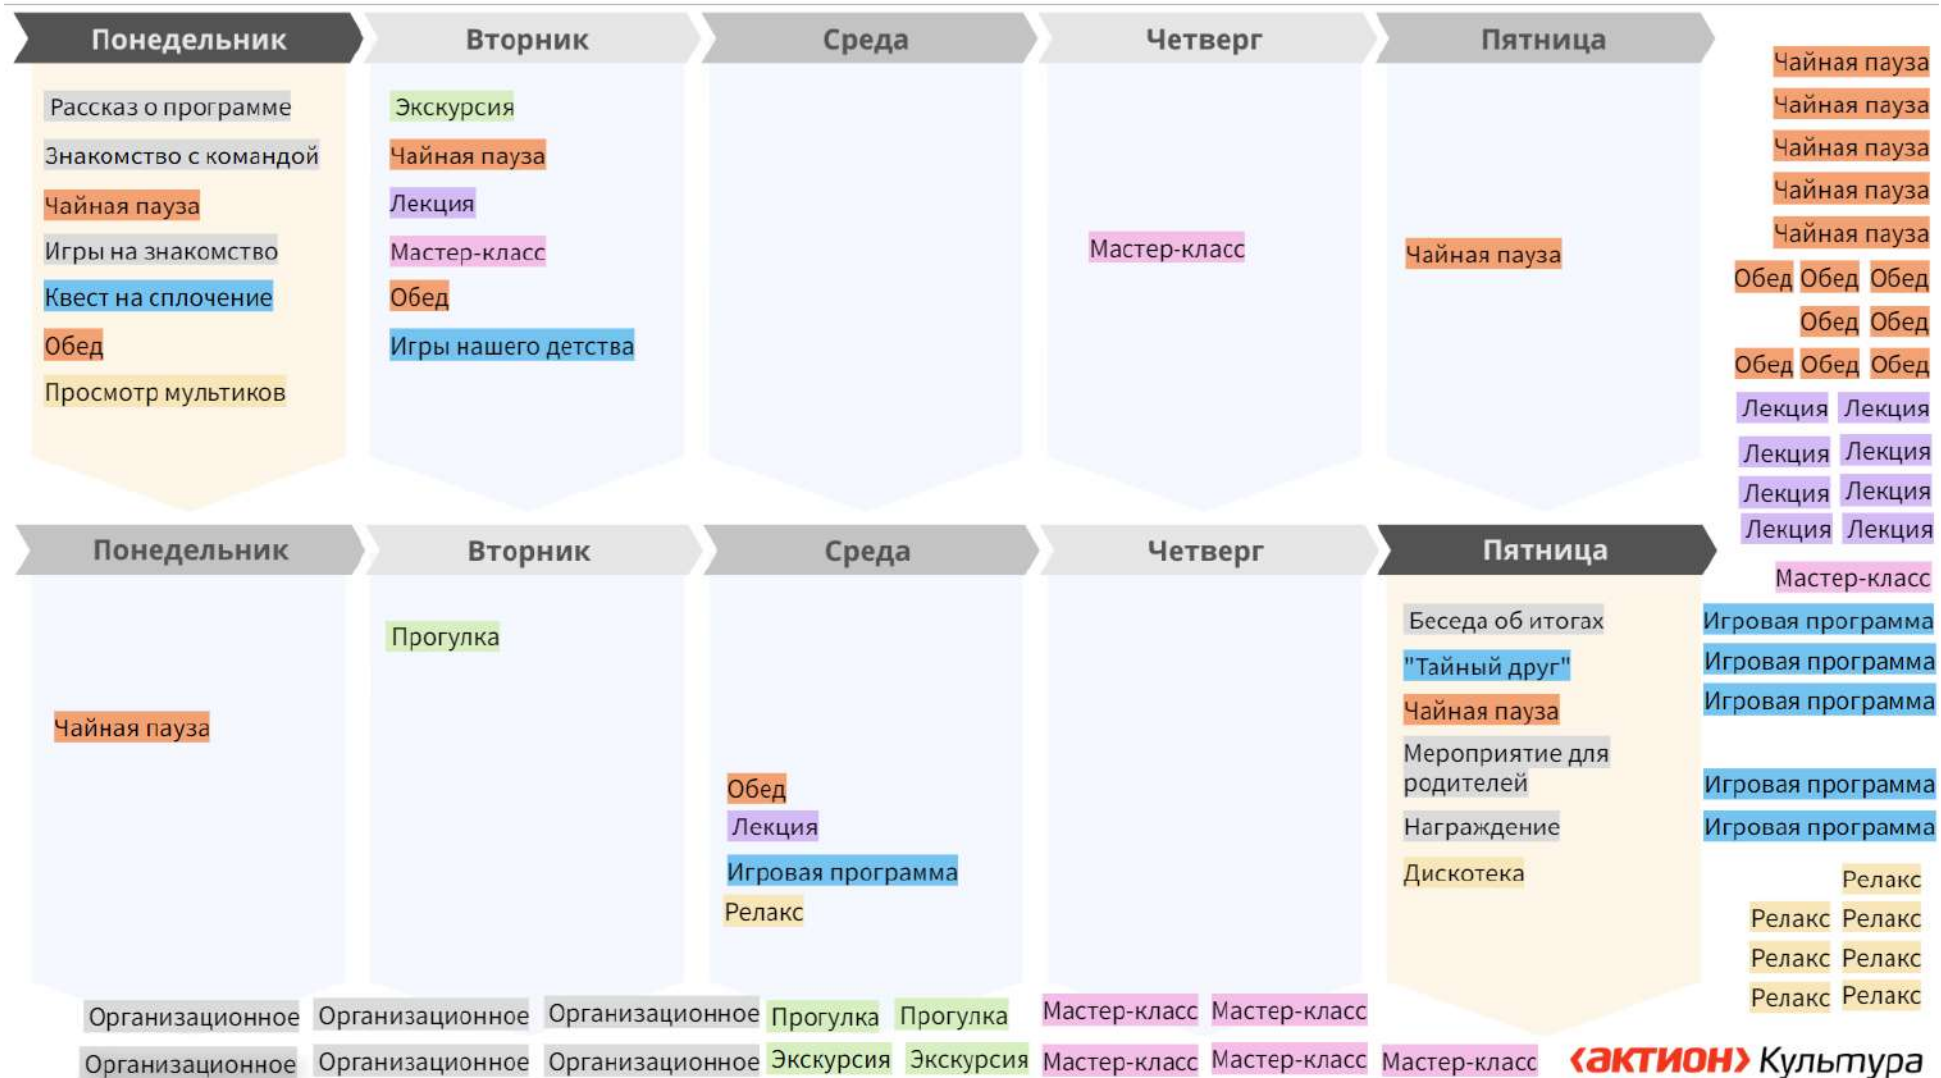 Понедельник
Вторник
Среда
Четверг
Пятница
Рассказ о программе
Знакомство с командой
Чайная пауза
Игры на знакомство
Квест на сплочение
Обед
Просмотр мультиков
Экскурсия
Чайная пауза
Лекция
Мастер-класс
Обед
Игры нашего детства
Мастер-класс
Чайная пауза
Чайная пауза
Чайная пауза
Чайная пауза
Чайная пауза
Чайная пауза
Обед Обед Обед
Обед Обед
Обед Обед Обед
Лекция Лекция
Лекция Лекция
Лекция Лекция
Лекция Лекция
Мастер-класс
Игровая программа
Игровая программа
Игровая программа
Игровая программа
Игровая программа
Релакс
Релакс Релакс
Релакс Релакс
Релакс Релакс
Понедельник
Вторник
Среда
Четверг
Пятница
Чайная пауза
Прогулка
Обед
Лекция
Игровая программа
Релакс
Беседа об итогах
"Тайный друг"
Чайная пауза
Мероприятие для
родителей
Награждение
Дискотека
Организационное Организационное Организационное Прогулка Прогулка Мастер-класс Мастер-класс
Организационное Организационное Организационное Экскурсия Экскурсия Мастер-класс Мастер-класс Мастер-класс
‹актион› Культура